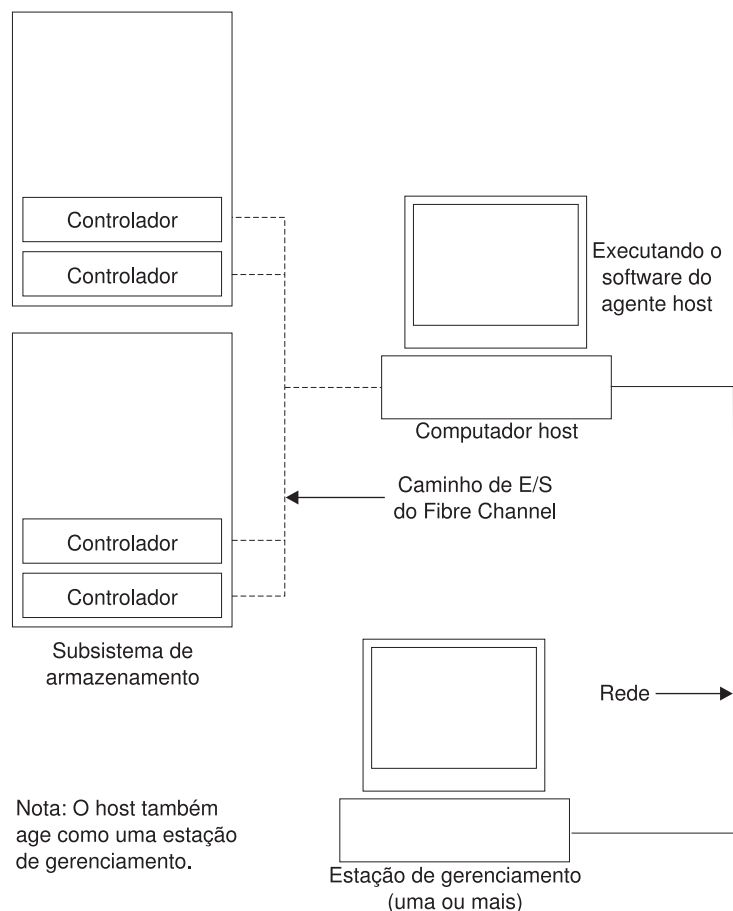 Controlador
Controlador
Executando o
software do
agente host
Computador host
Caminho de E/S
do Fibre Channel
Controlador
Controlador
Subsistema de
armazenamento
Rede
Nota: O host também
age como uma estação
de gerenciamento.
Estação de gerenciamento
(uma ou mais)